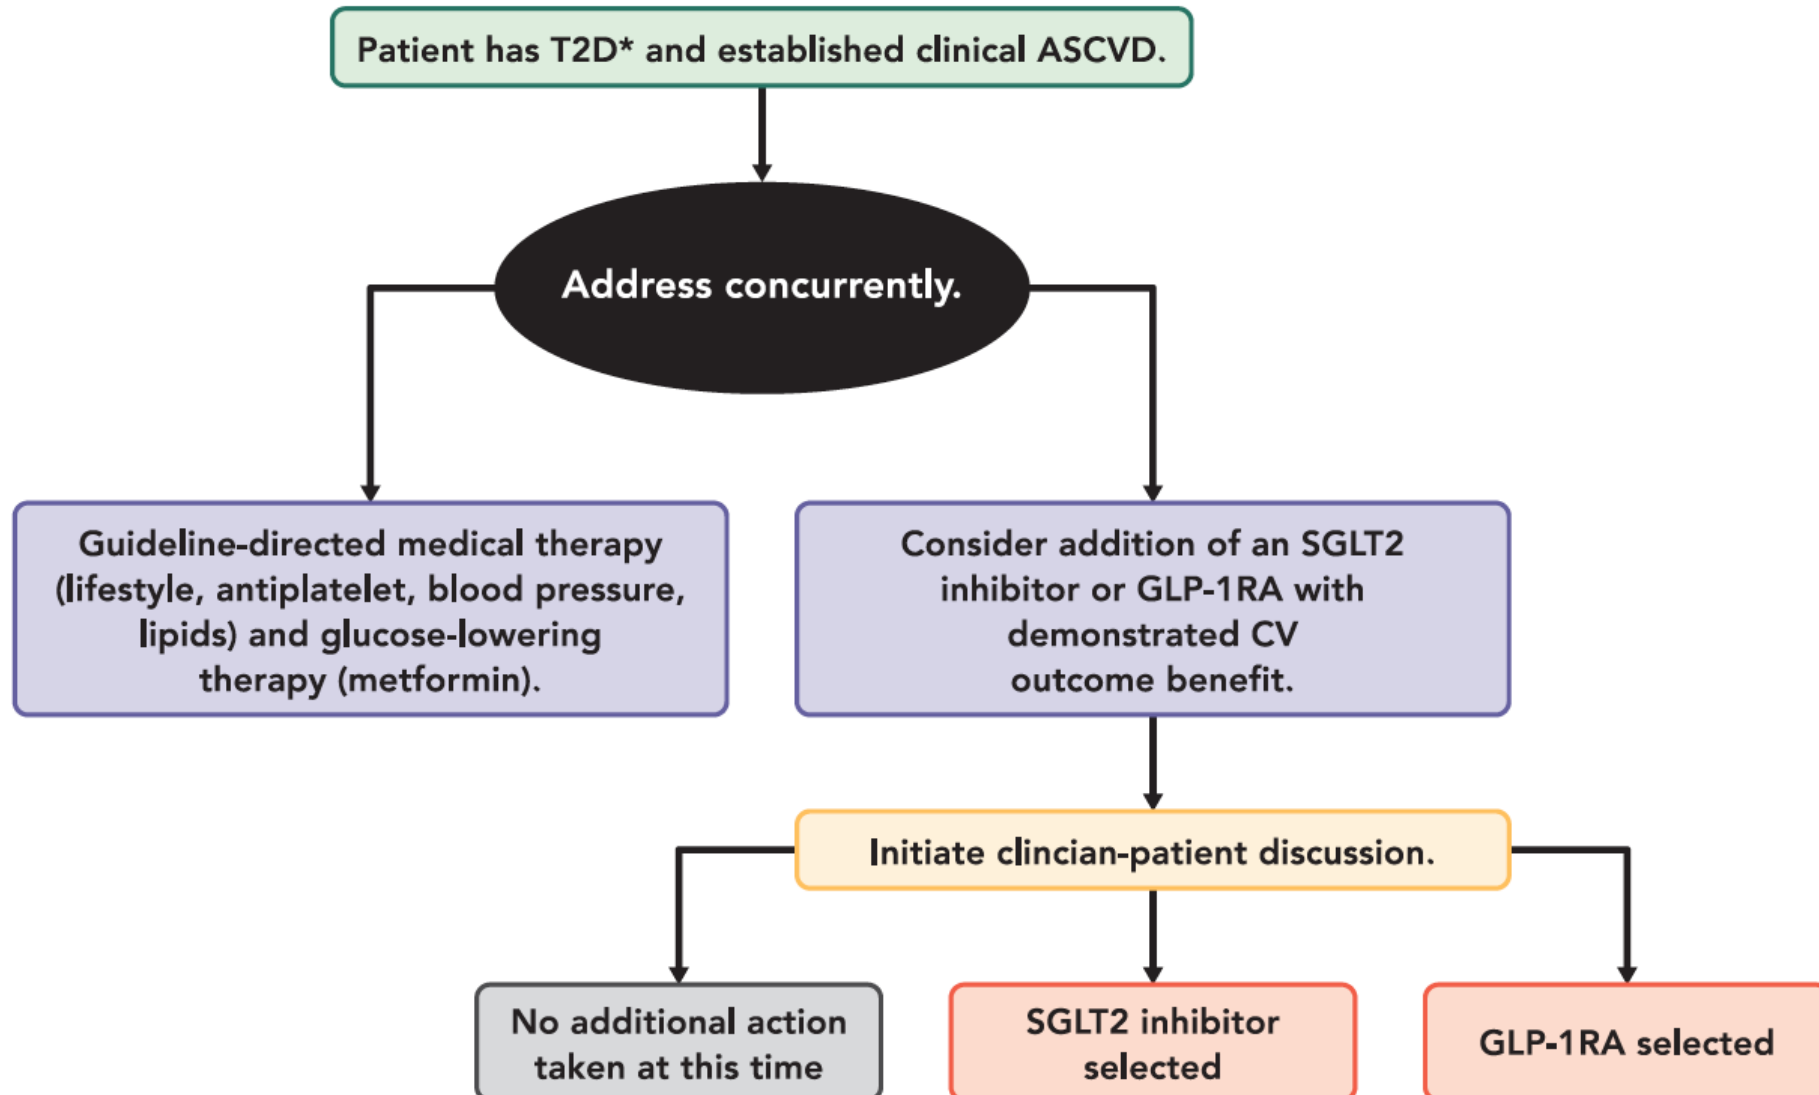 Patient has T2D* and established clinical ASCVD.
Address concurrently.
Guideline-directed medical therapy
(lifestyle, antiplatelet, blood pressure,
lipids) and glucose-lowering
therapy (metformin).
Consider addition of an SGLT2
inhibitor or GLP-1RA with
demonstrated CV
outcome benefit.
Initiate clincian-patient discussion.
No additional action
taken at this time
SGLT2 inhibitor
selected
GLP-1RA selected